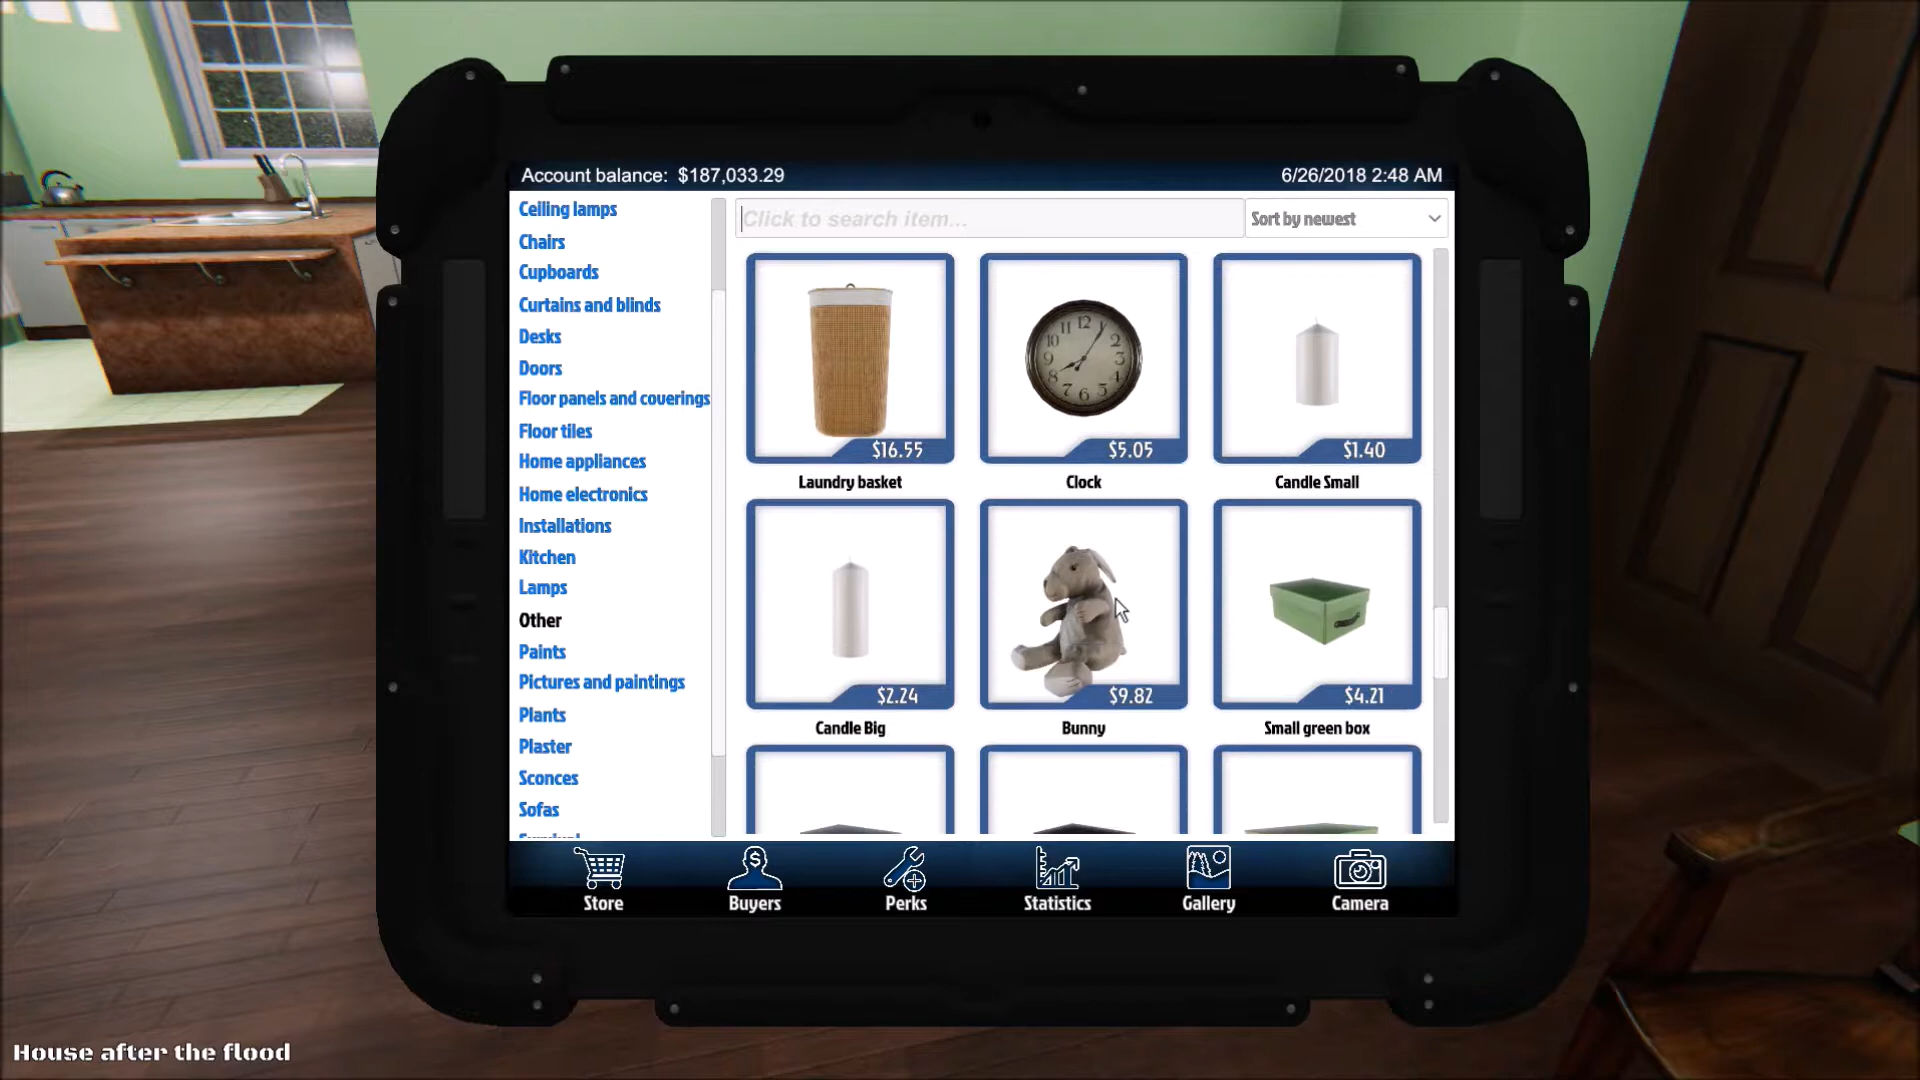 Account balance: $187,033.29
6/26/2018 2:48 AM
Ceiling lamps
Chairs
Cupboards
Curtains and blinds
Desks
Doors
Floor panels and coverings
Floor tiles
Home appliances
Home electronics
Installations
Kitchen
Lamps
Other
Paints
Pictures and paintings
Plants
Plaster
Sconces
Sofas
Click to search item...
Sort by newest
$16.55
$5.05
$1.40
Laundry basket
Clock
Candle Small
$2.24
$9.82
$4.21
Candle Big
Bunny
Small green box
Store
Buyers
Perks
Statistics
Gallery
Camera
House after the flood